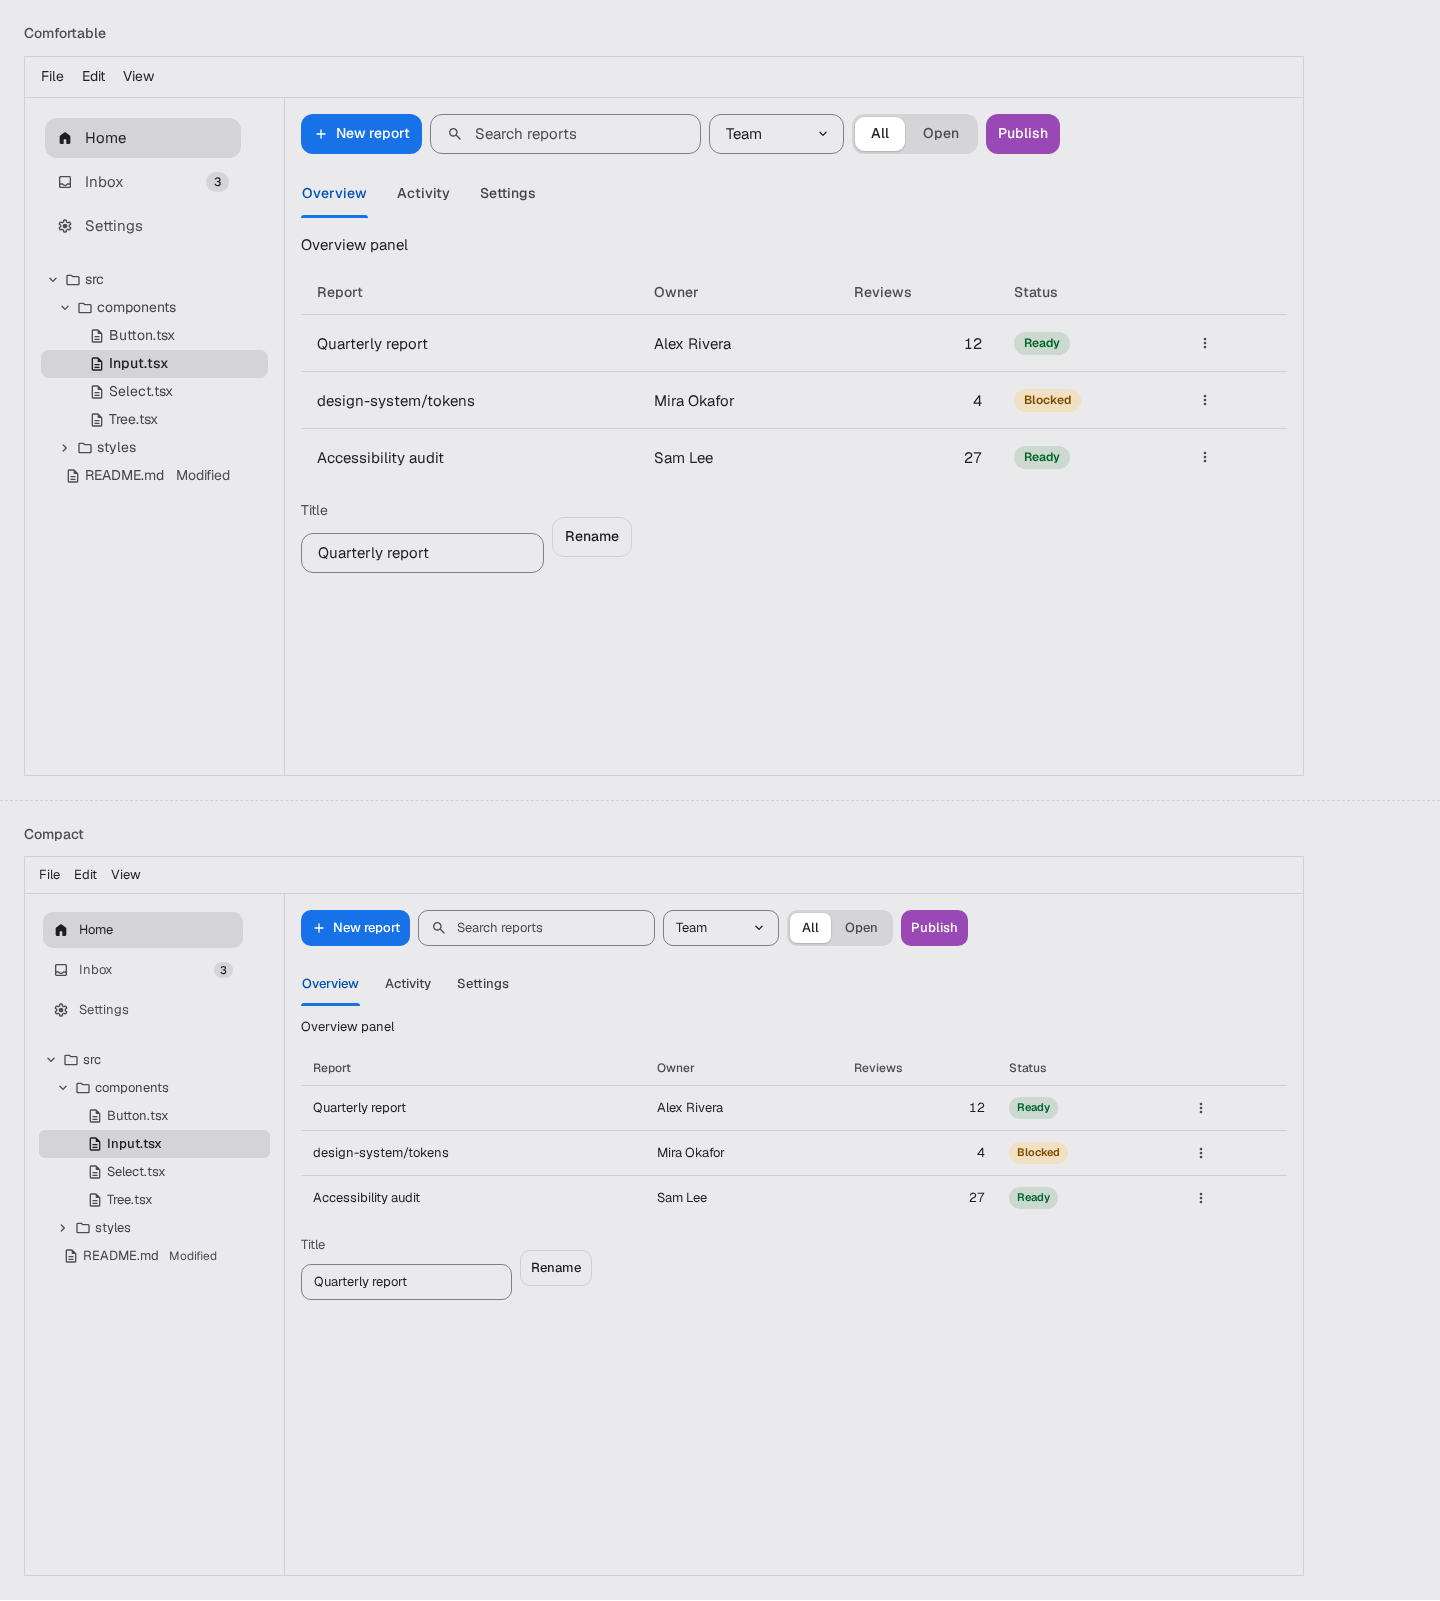 Comfortable
File Edit View
Home
Inbox 3
Settings
src
components
Button.tsx
Input.tsx
Select.tsx
Tree.tsx
styles
README.md Modified
New report Search reports Team All Open Publish
Overview Activity Settings
Overview panel
Report Owner Reviews Status
Quarterly report Alex Rivera 12 Ready
design-system/tokens Mira Okafor 4 Blocked
Accessibility audit Sam Lee 27 Ready
Title
Quarterly report Rename
Compact
File Edit View
Home
Inbox 3
Settings
src
components
Button.tsx
Input.tsx
Select.tsx
Tree.tsx
styles
README.md Modified
New report Search reports Team All Open Publish
Overview Activity Settings
Overview panel
Report Owner Reviews Status
Quarterly report Alex Rivera 12 Ready
design-system/tokens Mira Okafor 4 Blocked
Accessibility audit Sam Lee 27 Ready
Title
Quarterly report Rename